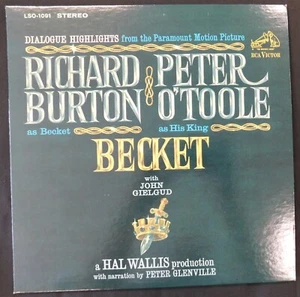 LSO-1091 STEREO
DIALOGUE HIGHLIGHTS from the Paramount Motion Picture
RCA VICTOR
RICHARD BURTON
as Becket
PETER O'TOOLE
as His King
BECKET
with
JOHN
GIELGUD
a HAL WALLIS production
with narration by PETER GLENVILLE